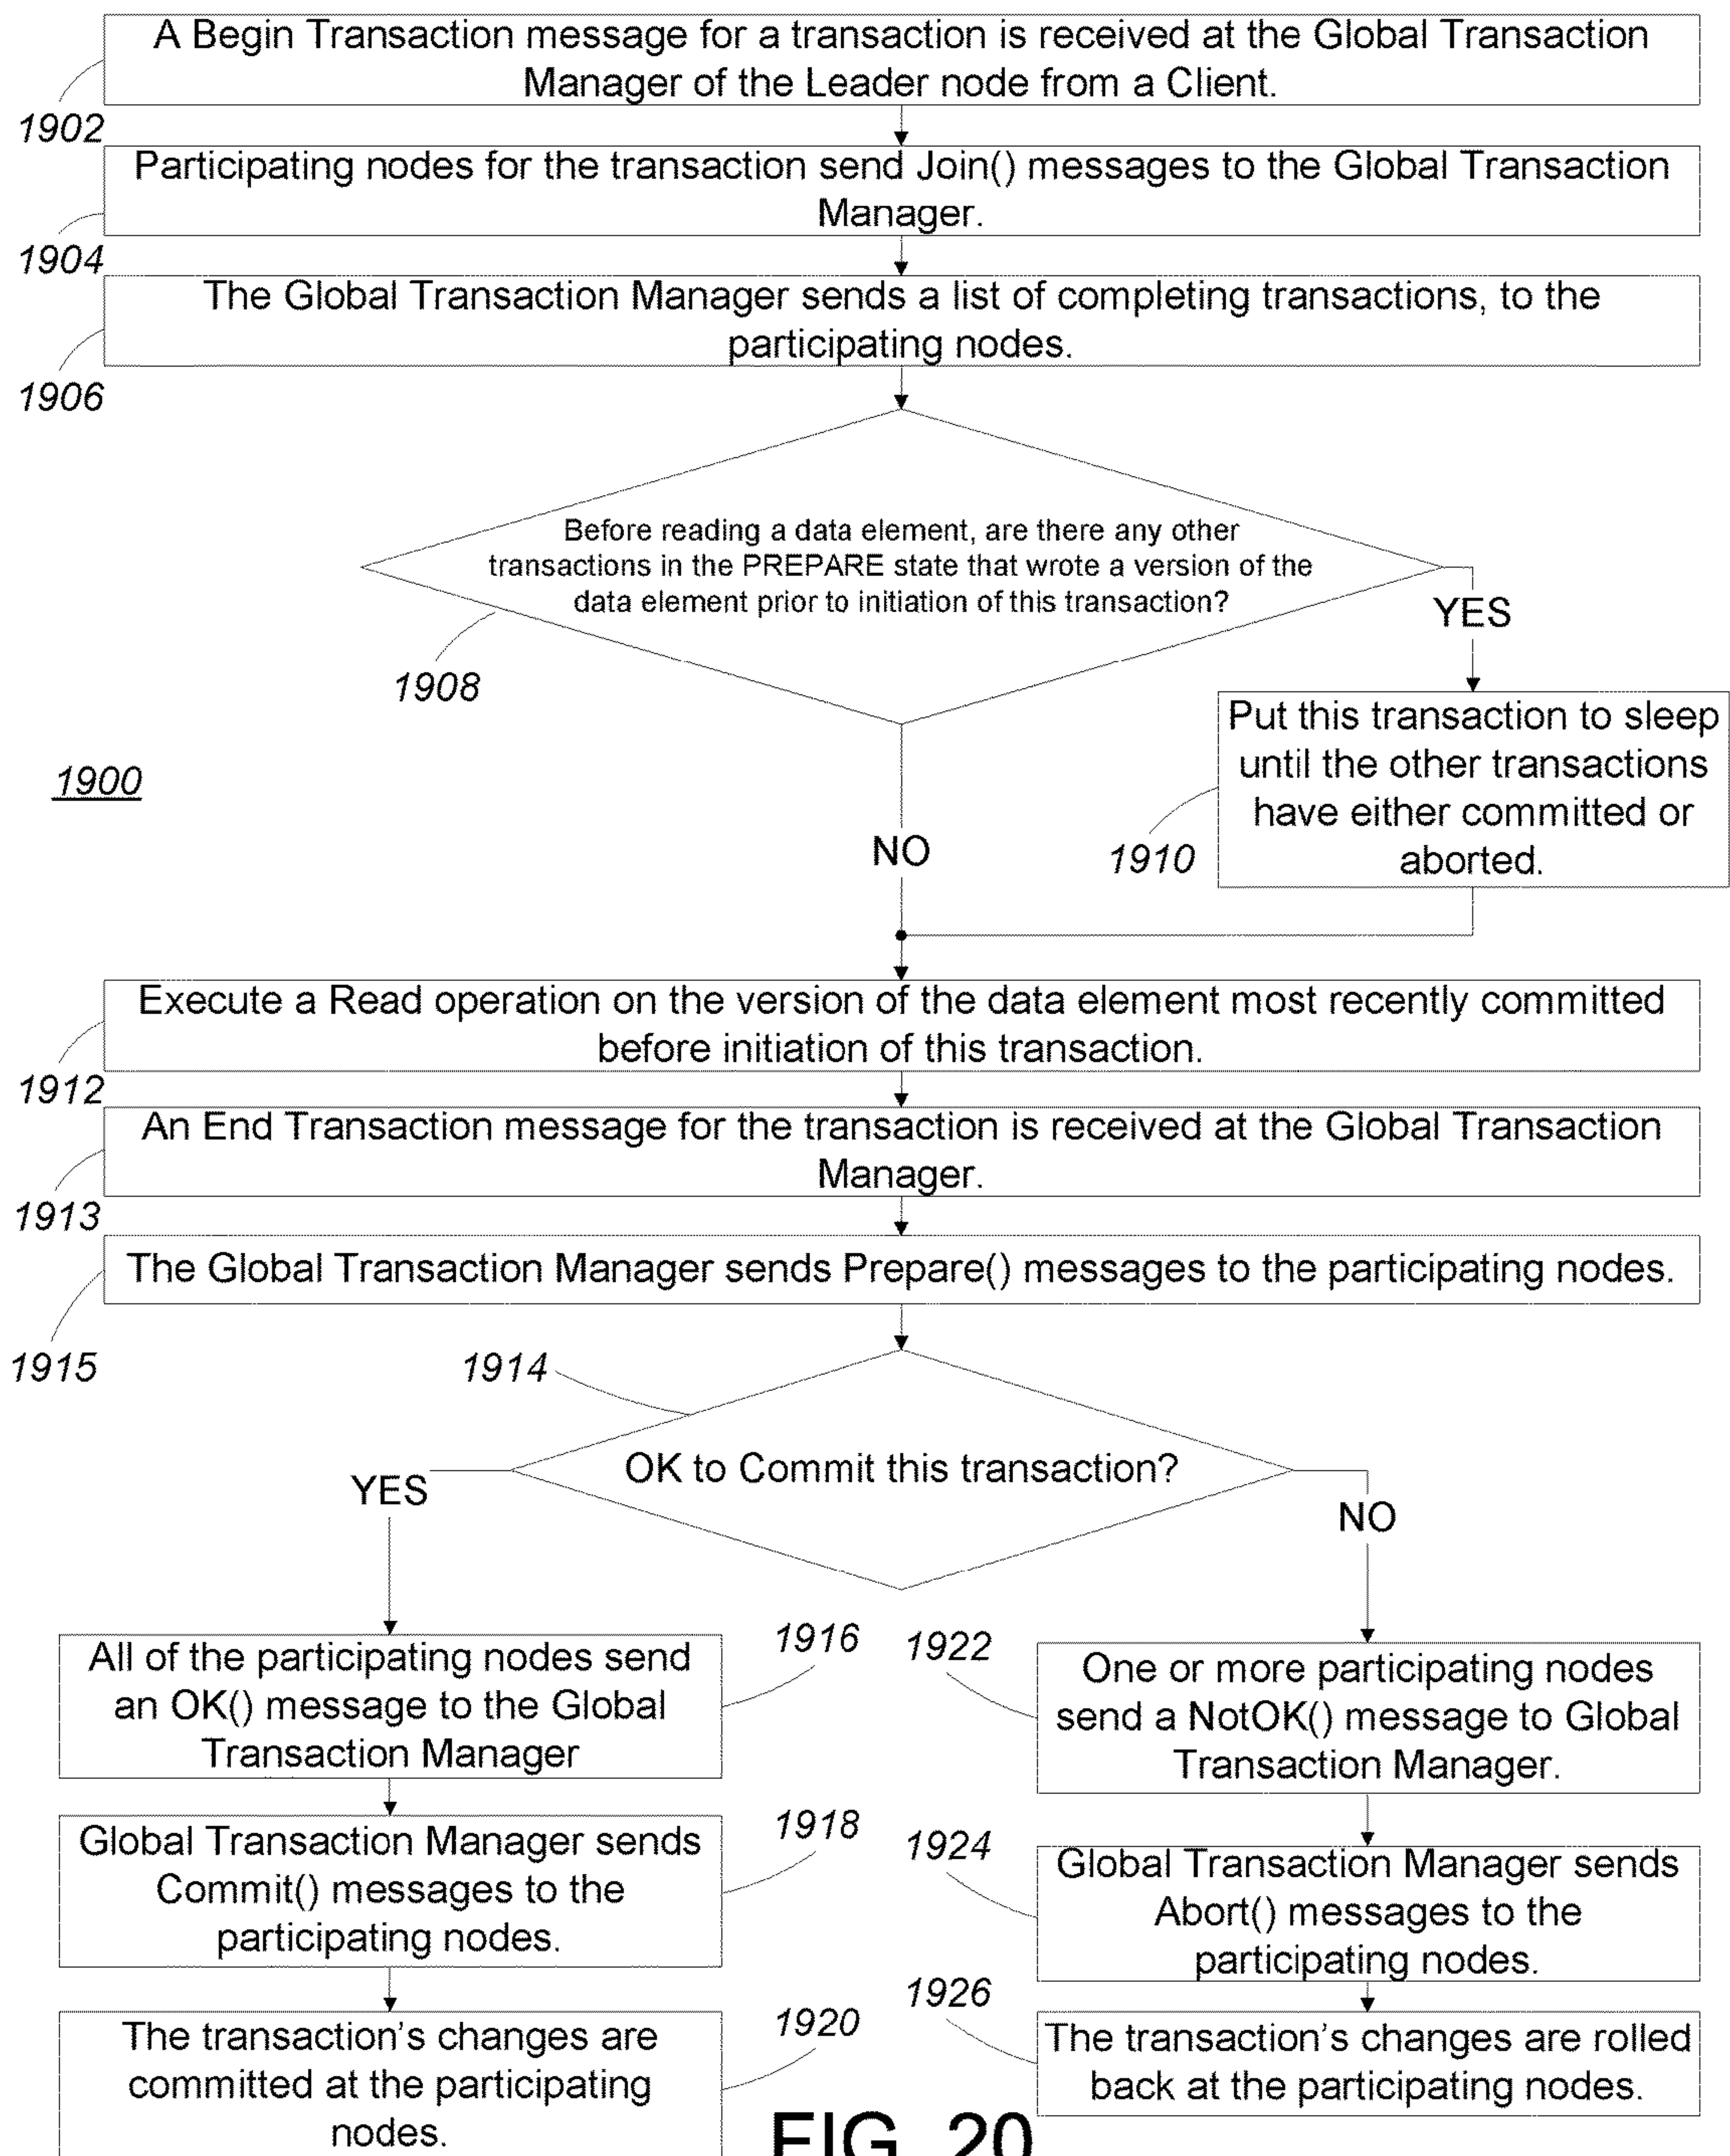 A Begin Transaction message for a transaction is received at the Global Transaction
Manager of the Leader node from a Client.
1902
Participating nodes for the transaction send Join() messages to the Global Transaction
Manager.
1904
The Global Transaction Manager sends a list of completing transactions, to the
participating nodes.
1906
Before reading a data element, are there any other
transactions in the PREPARE state that wrote a version of the
data element prior to initiation of this transaction?
YES
1908
Put this transaction to sleep
until the other transactions
have either committed or
aborted.
1900
NO
1910
Execute a Read operation on the version of the data element most recently committed
before initiation of this transaction.
1912
An End Transaction message for the transaction is received at the Global Transaction
Manager.
1913
The Global Transaction Manager sends Prepare() messages to the participating nodes.
1915
1914
OK to Commit this transaction?
YES
NO
All of the participating nodes send
an OK() message to the Global
Transaction Manager
1916
1922
One or more participating nodes
send a NotOK() message to Global
Transaction Manager.
Global Transaction Manager sends
Commit() messages to the
participating nodes.
1918
1924
Global Transaction Manager sends
Abort() messages to the
participating nodes.
The transaction's changes are
committed at the participating
nodes.
1920
1926
The transaction's changes are rolled
back at the participating nodes.
FIG. 20